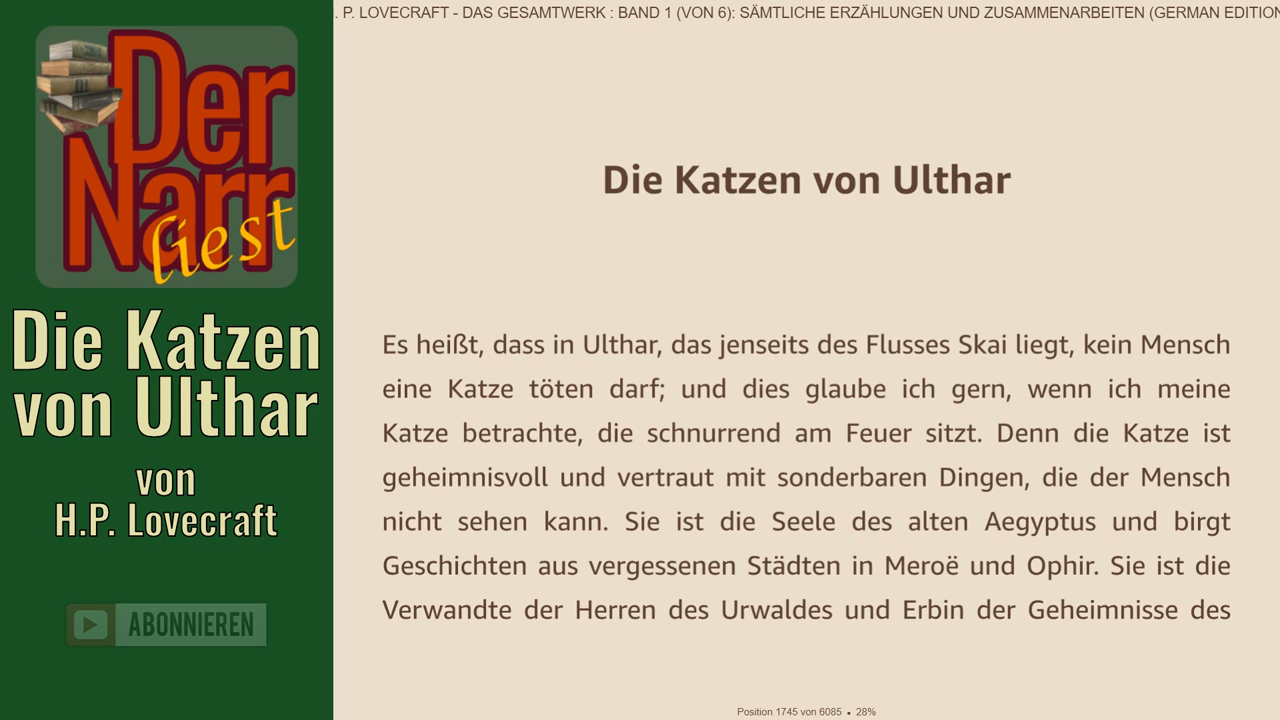 Der
Narr
liest
Die Katzen
von Ulthar
von
H.P. Lovecraft
ABONNIEREN
. P. LOVECRAFT - DAS GESAMTWERK : BAND 1 (VON 6): SÄMTLICHE ERZÄHLUNGEN UND ZUSAMMENARBEITEN (GERMAN EDITION
Die Katzen von Ulthar
Es heißt, dass in Ulthar, das jenseits des Flusses Skai liegt, kein Mensch
eine Katze töten darf; und dies glaube ich gern, wenn ich meine
Katze betrachte, die schnurrend am Feuer sitzt. Denn die Katze ist
geheimnisvoll und vertraut mit sonderbaren Dingen, die der Mensch
nicht sehen kann. Sie ist die Seele des alten Aegyptus und birgt
Geschichten aus vergessenen Städten in Meroë und Ophir. Sie ist die
Verwandte der Herren des Urwaldes und Erbin der Geheimnisse des
Position 1745 von 6085 • 28%